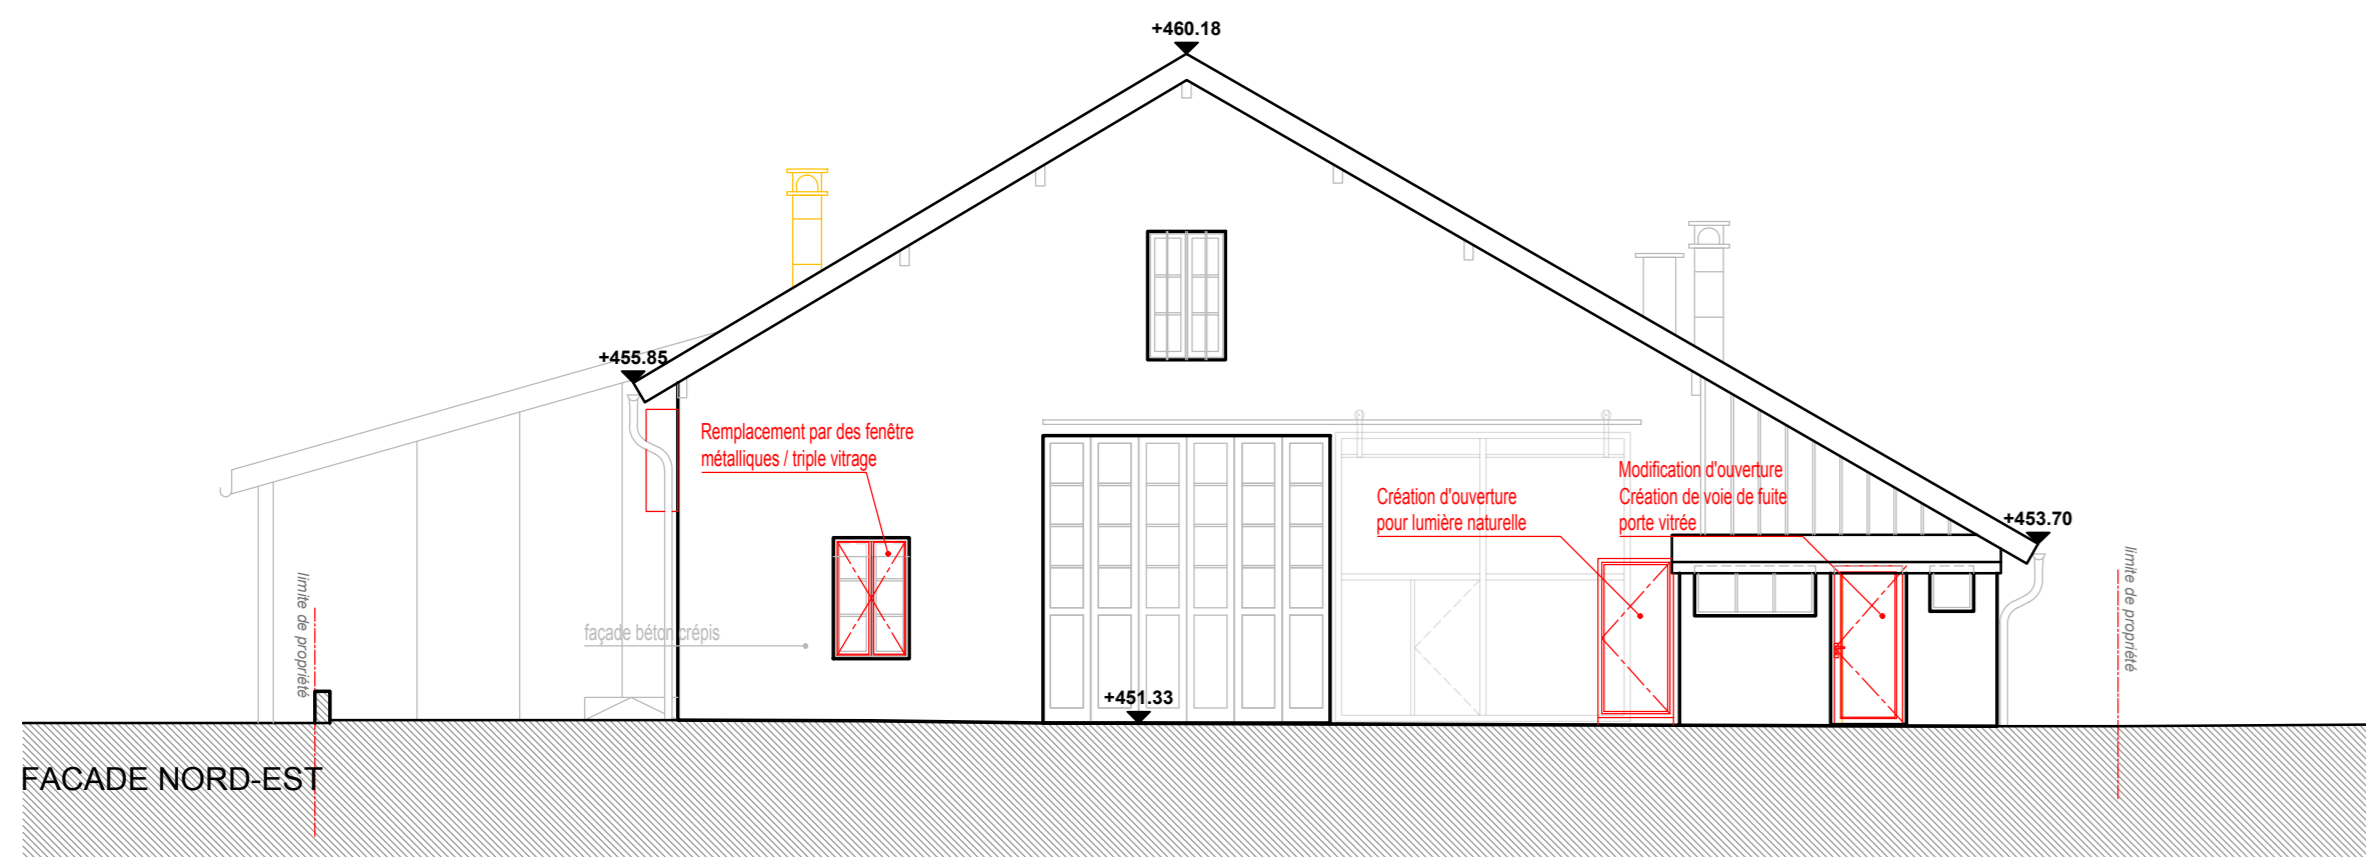 +460.18
+455.85
Remplacement par des fenêtre
métalliques / triple vitrage
Création d'ouverture
pour lumière naturelle
Modification d'ouverture
Création de voie de fuite
porte vitrée
+453.70
limite de propriété
limite de propriété
façade béton crépis
+451.33
FACADE NORD-EST